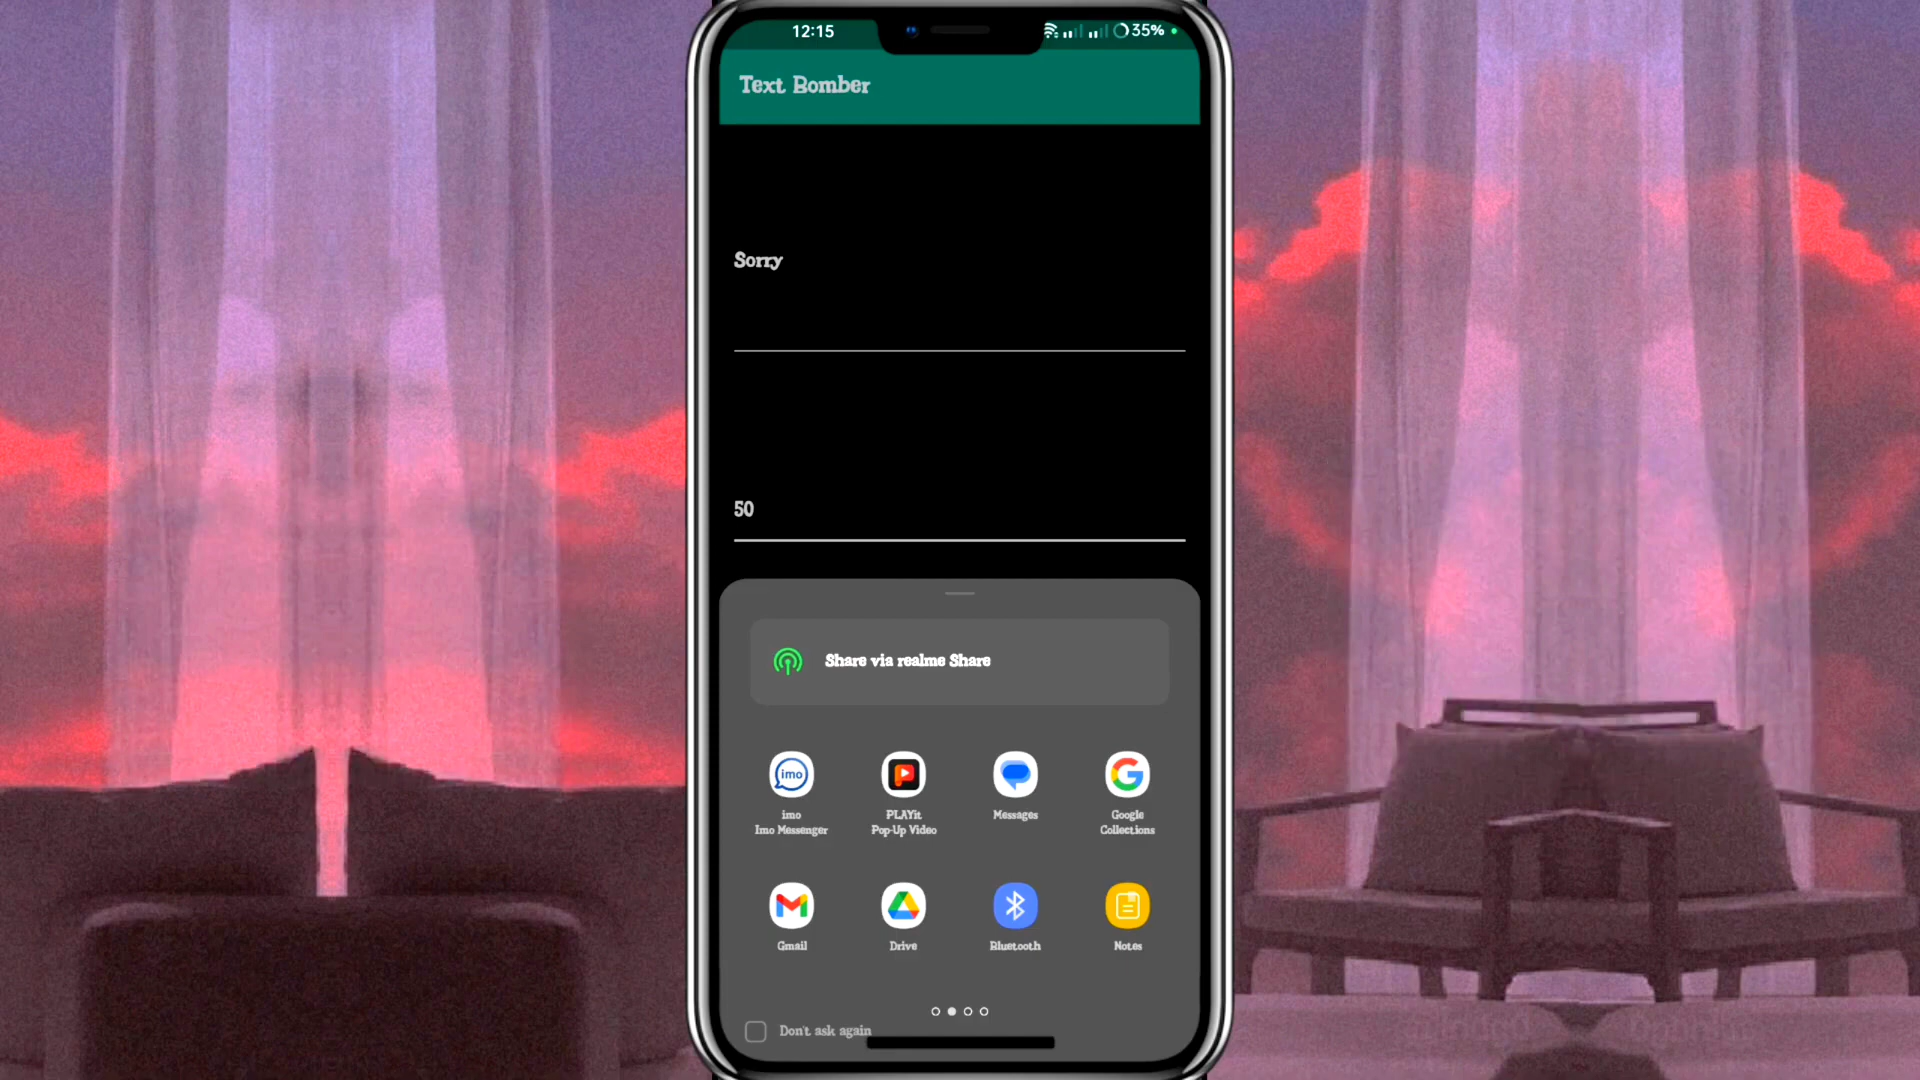 12:15
35%
Text Bomber
Sorry
50
Share via realme Share
imo
imo
Imo Messenger
PLAYit
Pop-Up Video
Messages
Google
Collections
Gmail
Drive
Bluetooth
Notes
Don't ask again